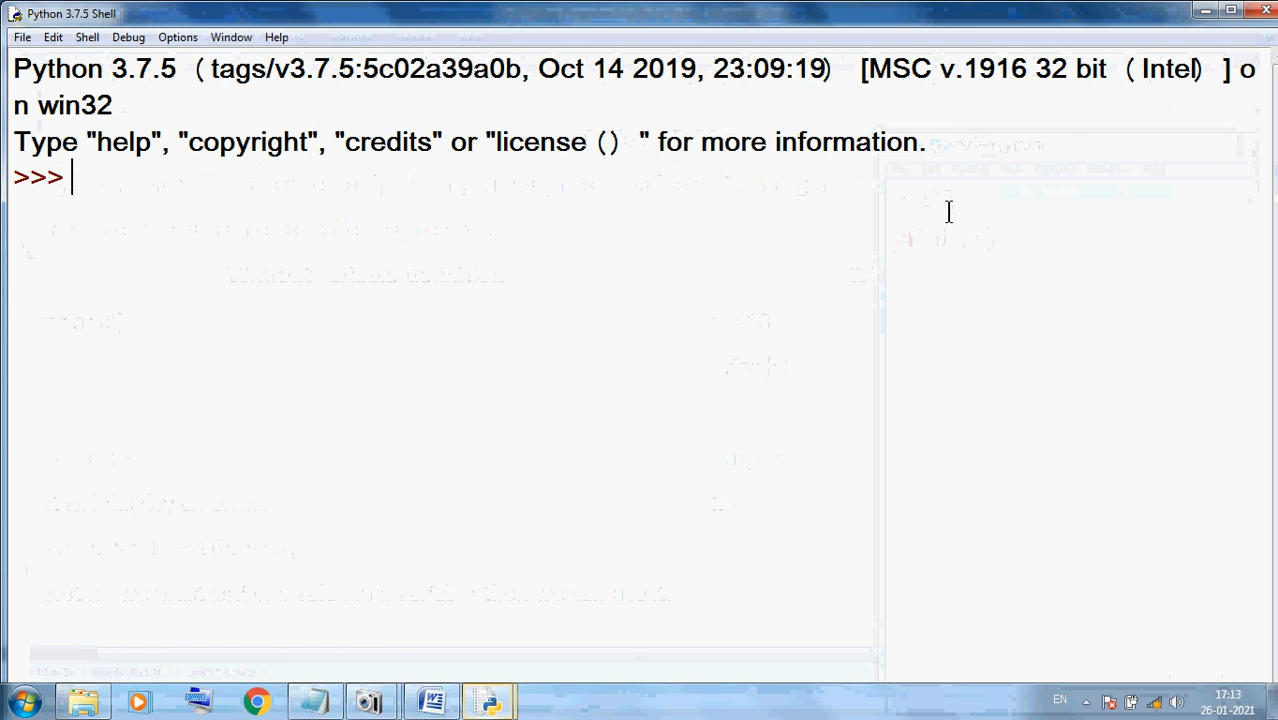 Python 3.7.5 Shell
File Edit Shell Debug Options Window Help
Python 3.7.5 (tags/v3.7.5:5c02a39a0b, Oct 14 2019, 23:09:19) [MSC v.1916 32 bit (Intel) ] o
n win32
Type "help", "copyright", "credits" or "license () " for more information.
>>>
EN
17:13
26-01-2021